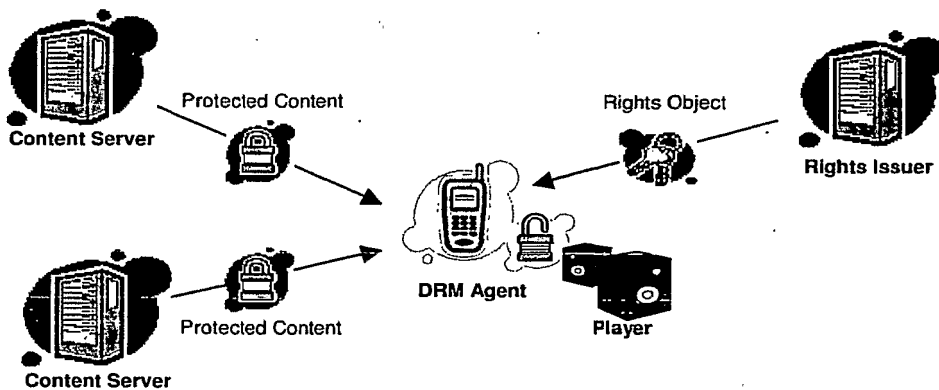 Protected Content
Rights Object
Content Server
Rights Issuer
DRM Agent
Player
Protected Content
Content Server